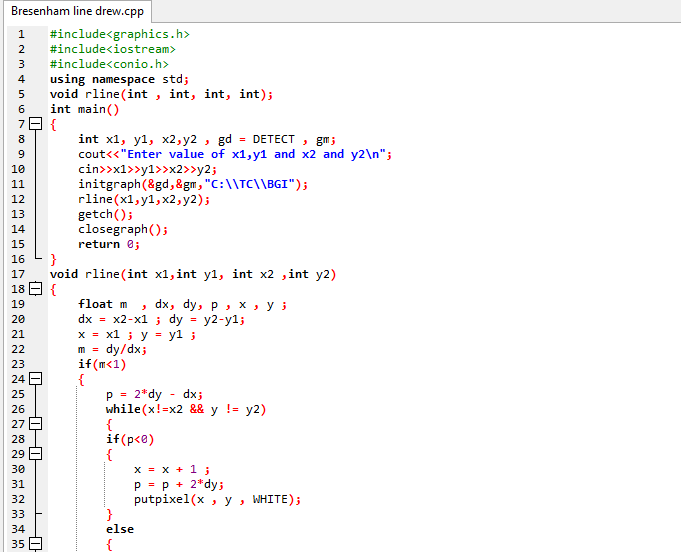 Bresenham line drew.cpp
1 #include<graphics.h>
2 #include<iostream>
3 #include<conio.h>
4 using namespace std;
5 void rline(int , int, int, int);
6 int main()
7 {
8 int x1, y1, x2,y2 , gd = DETECT , gm;
9 cout<<"Enter value of x1,y1 and x2 and y2\n";
10 cin>>x1>>y1>>x2>>y2;
11 initgraph(&gd,&gm,"C:\\TC\\BGI");
12 rline(x1,y1,x2,y2);
13 getch();
14 closegraph();
15 return 0;
16 }
17 void rline(int x1,int y1, int x2 ,int y2)
18 {
19 float m , dx, dy, p , x , y ;
20 dx = x2-x1 ; dy = y2-y1;
21 x = x1 ; y = y1 ;
22 m = dy/dx;
23 if(m<1)
24 {
25 p = 2*dy - dx;
26 while(x!=x2 && y != y2)
27 {
28 if(p<0)
29 {
30 x = x + 1 ;
31 p = p + 2*dy;
32 putpixel(x , y , WHITE);
33 }
34 else
35 {